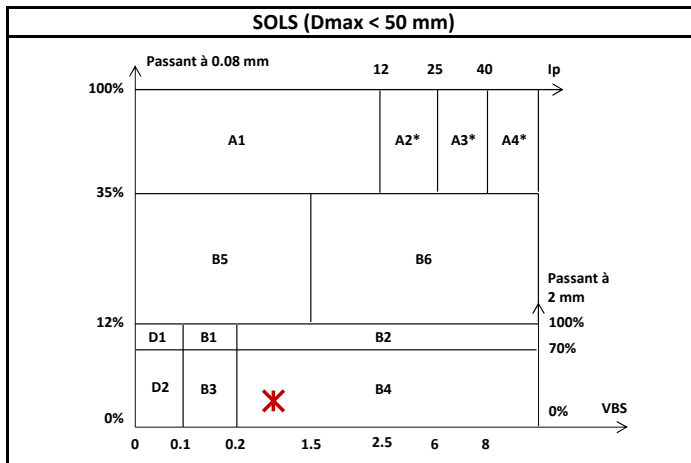 SOLS (Dmax < 50 mm)
Passant à 0.08 mm
12 25 40 Ip
100%
A1 A2* A3* A4*
35%
B5 B6
Passant à
2 mm
12% 100%
D1 B1 B2
70%
D2 B3 B4
0% 0% VBS
0 0.1 0.2 1.5 2.5 6 8